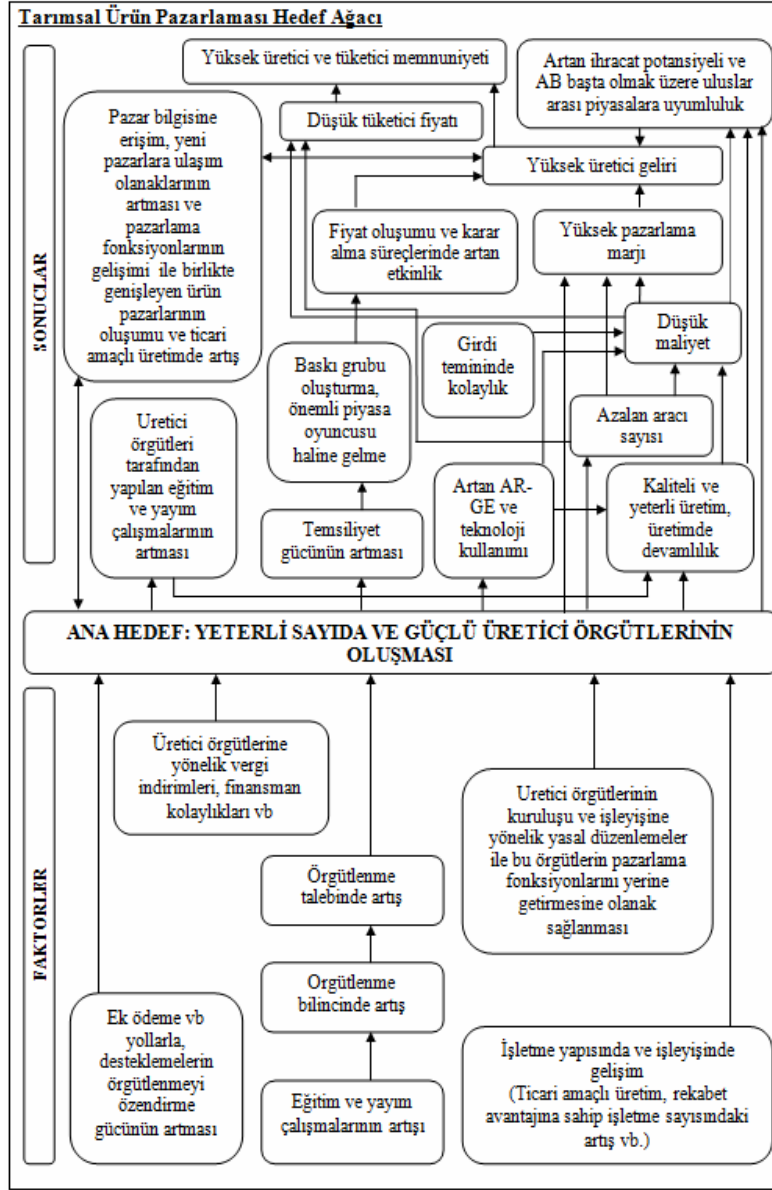 Tarımsal Ürün Pazarlaması Hedef Ağacı
SONUCLAR
Yüksek üretici ve tüketici memnuniyeti
Artan ihracat potansiyeli ve
AB başta olmak üzere uluslar
arası piyasalara uyumluluk
Pazar bilgisine
erişim, yeni
pazarlara ulaşım
olanaklarının
artması ve
pazarlama
fonksiyonlarının
gelişimi ile birlikte
genişleyen ürün
pazarlarının
oluşumu ve ticari
amaçlı üretimde artış
Düşük tüketici fiyatı
Yüksek üretici geliri
Fiyat oluşumu ve karar
alma süreçlerinde artan
etkinlik
Yüksek pazarlama
marjı
Düşük
maliyet
Girdi
temininde
kolaylık
Baskı grubu
oluşturma,
önemli piyasa
oyuncusu
haline gelme
Azalan aracı
sayısı
Uretici
örgütleri
tarafından
yapılan eğitim
ve yayım
çalışmalarının
artması
Temsiliyet
gücünün artması
Artan AR-
GE ve
teknoloji
kullanımı
Kaliteli ve
yeterli üretim,
üretimde
devamlılık
ANA HEDEF: YETERLİ SAYIDA VE GÜÇLÜ ÜRETİCİ ÖRGÜTLERİNİN
OLUŞMASI
FAKTORLER
Üretici örgütlerine
yönelik vergi
indirimleri, finansman
kolaylıkları vb
Uretici örgütlerinin
kuruluşu ve işleyişine
yönelik yasal düzenlemeler
ile bu örgütlerin pazarlama
fonksiyonlarını yerine
getirmesine olanak
sağlanması
Örgütlenme
talebinde artış
Orgütlenme
bilincinde artış
Ek ödeme vb
yollarla,
desteklemelerin
örgütlenmeyi
özendirme
gücünün artması
Eğitim ve yayım
çalışmalarının artışı
İşletme yapısında ve işleyişinde
gelişim
(Ticari amaçlı üretim, rekabet
avantajına sahip işletme sayısındaki
artış vb.)